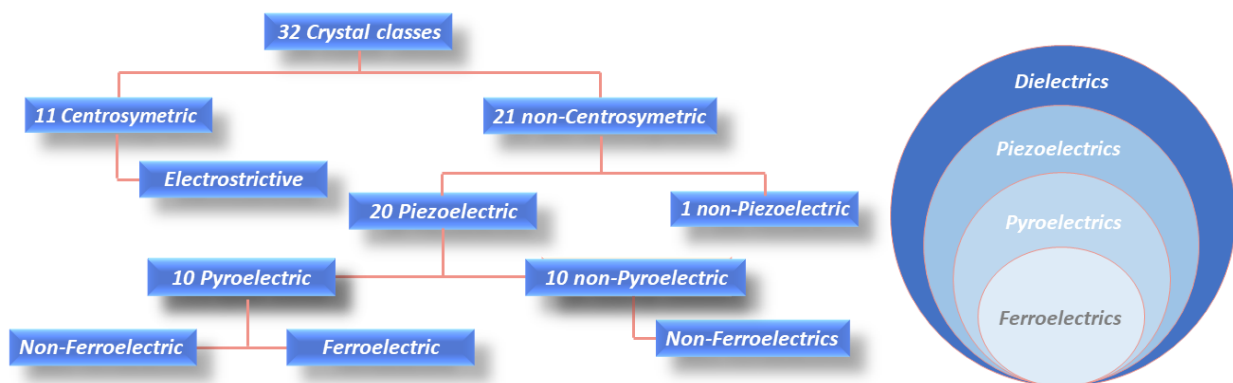 32 Crystal classes
11 Centrosymetric
21 non-Centrosymetric
Electrostrictive
20 Piezoelectric
1 non-Piezoelectric
10 Pyroelectric
10 non-Pyroelectric
Non-Ferroelectric
Ferroelectric
Non-Ferroelectrics
Dielectrics
Piezoelectrics
Pyroelectrics
Ferroelectrics